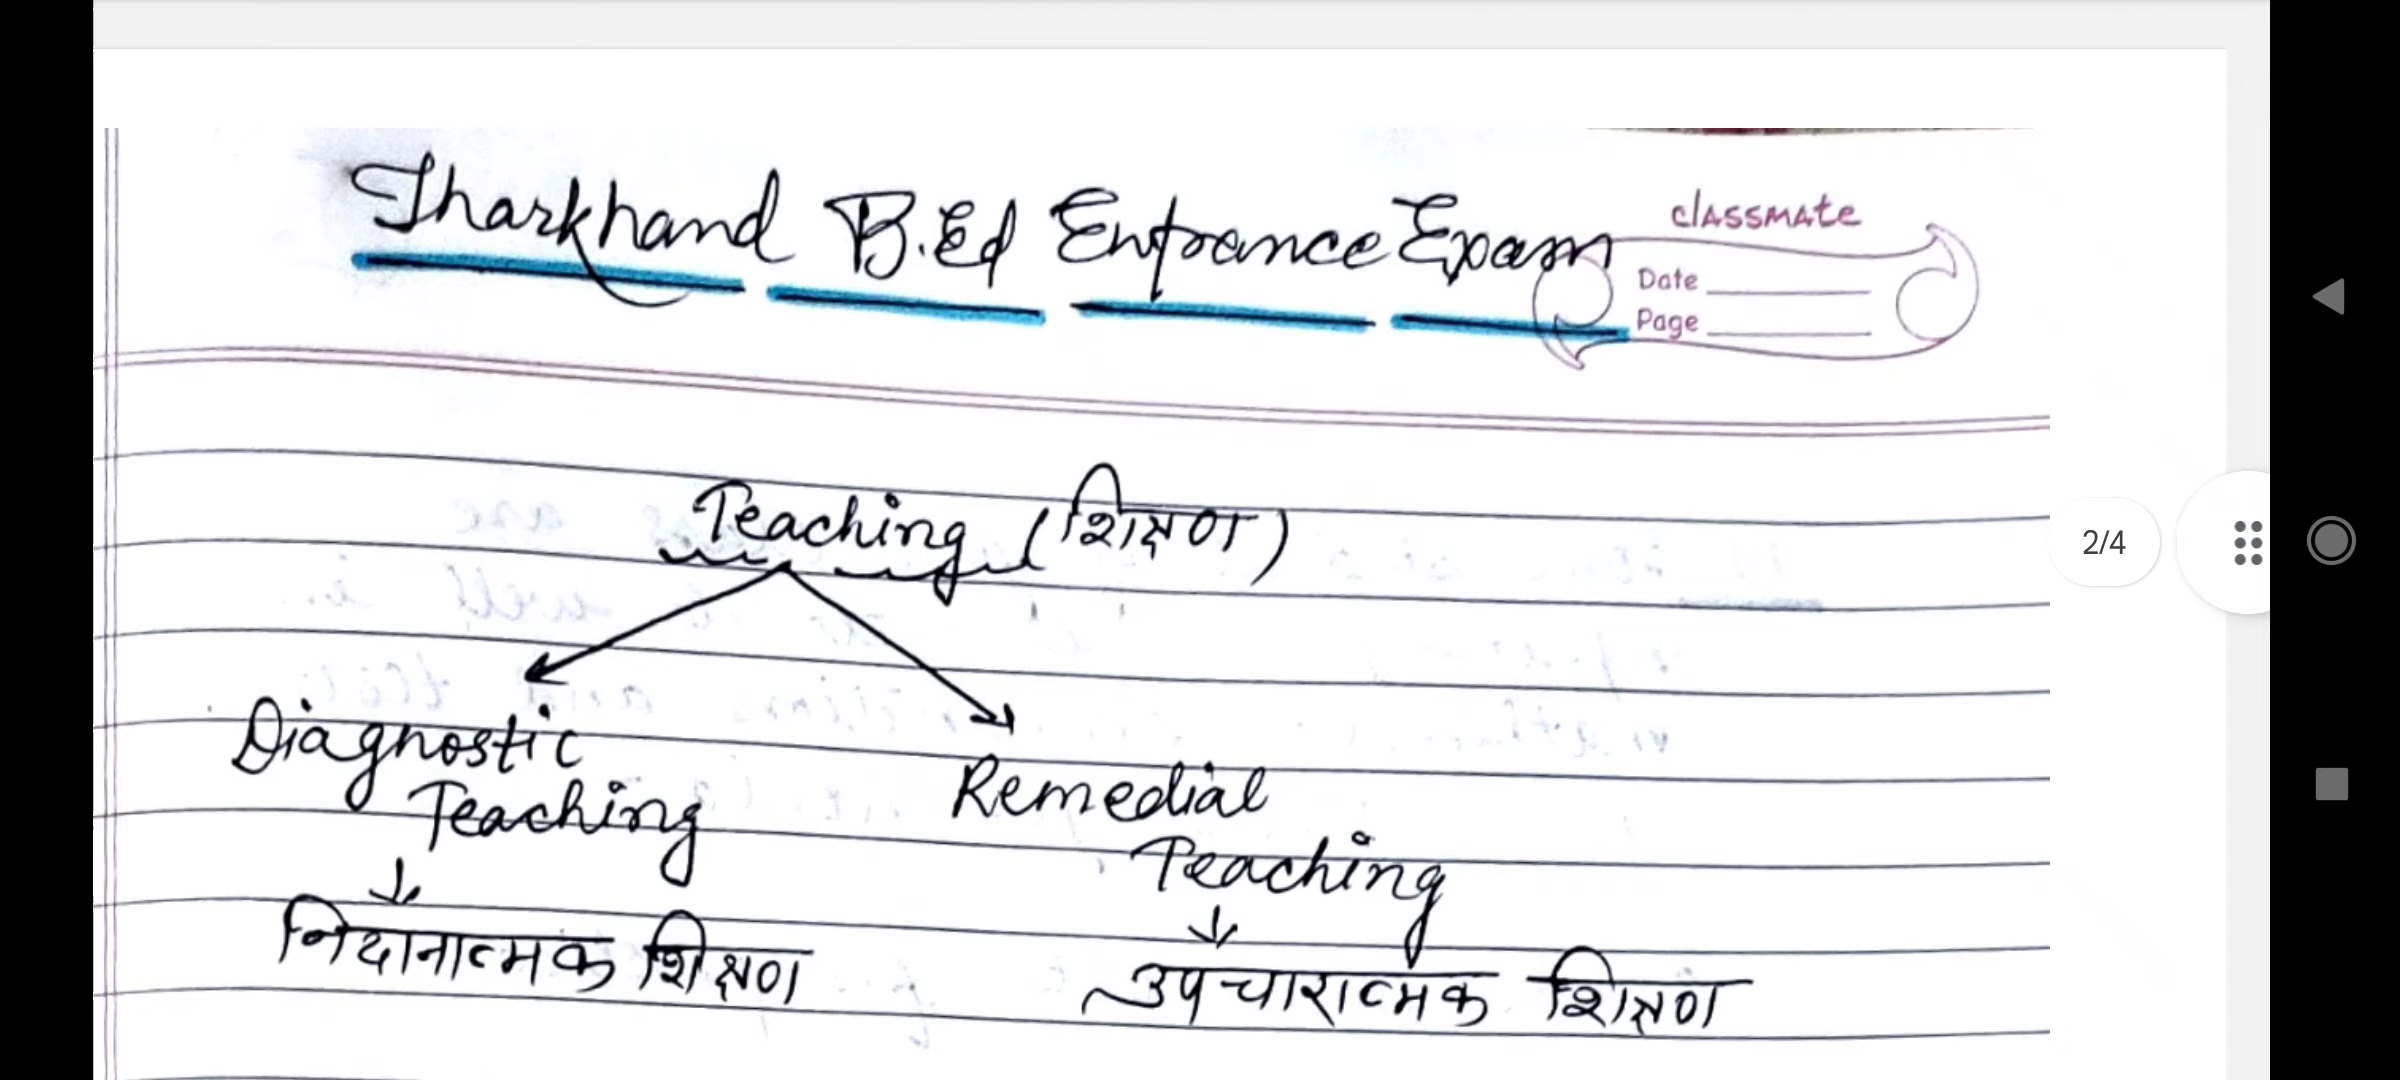 Jharkhand B.Ed Entrance Exam
classmate
Date
Page
Teaching (शिक्षण)
2/4
Diagnostic
Teaching
Remedial
Teaching
निदानात्मक शिक्षण
उपचारात्मक शिक्षण